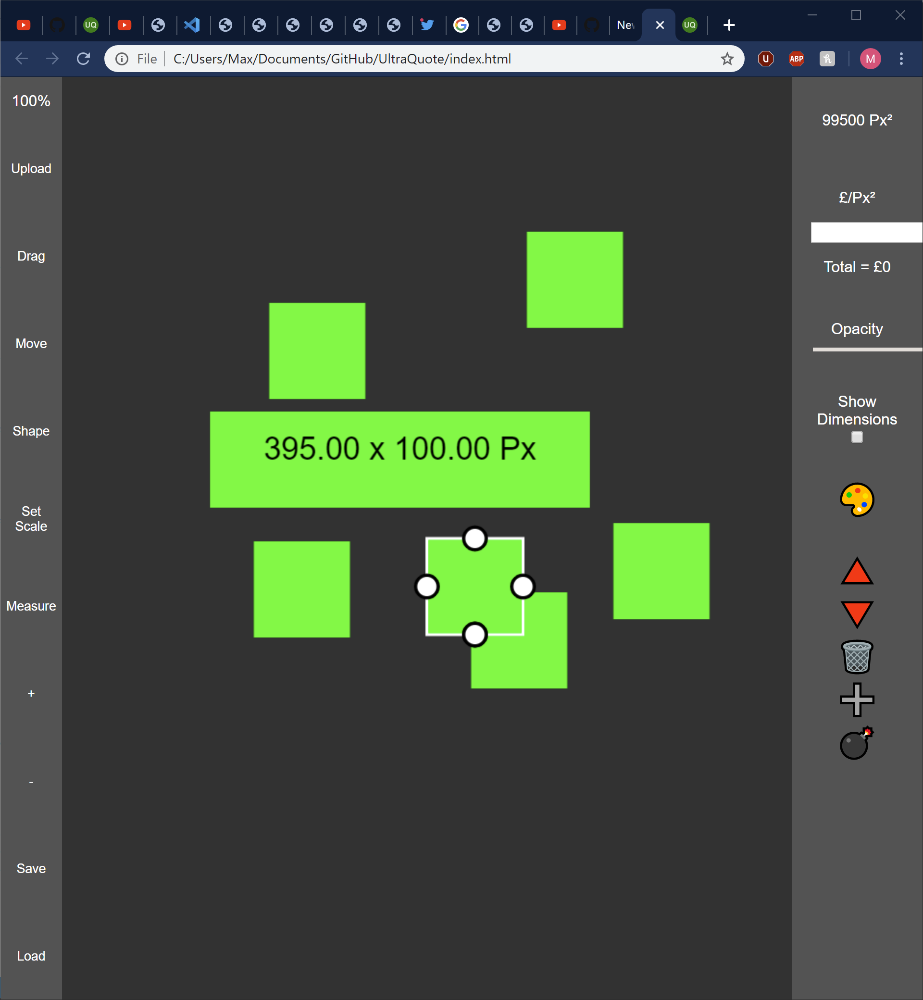 UQ
New
UQ
File
C:/Users/Max/Documents/GitHub/UltraQuote/index.html
U
ABP
h
M
100%
Upload
Drag
Move
Shape
Set
Scale
Measure
+
-
Save
Load
395.00 x 100.00 Px
99500 Px²
£/Px²
Total = £0
Opacity
Show
Dimensions